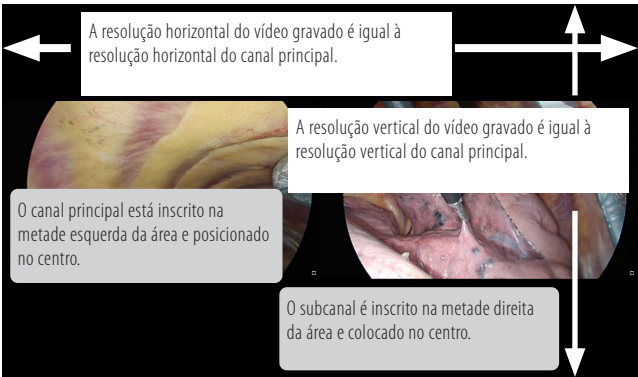 A resolução horizontal do vídeo gravado é igual à
resolução horizontal do canal principal.
A resolução vertical do vídeo gravado é igual à
resolução vertical do canal principal.
O canal principal está inscrito na
metade esquerda da área e posicionado
no centro.
O subcanal é inscrito na metade direita
da área e colocado no centro.